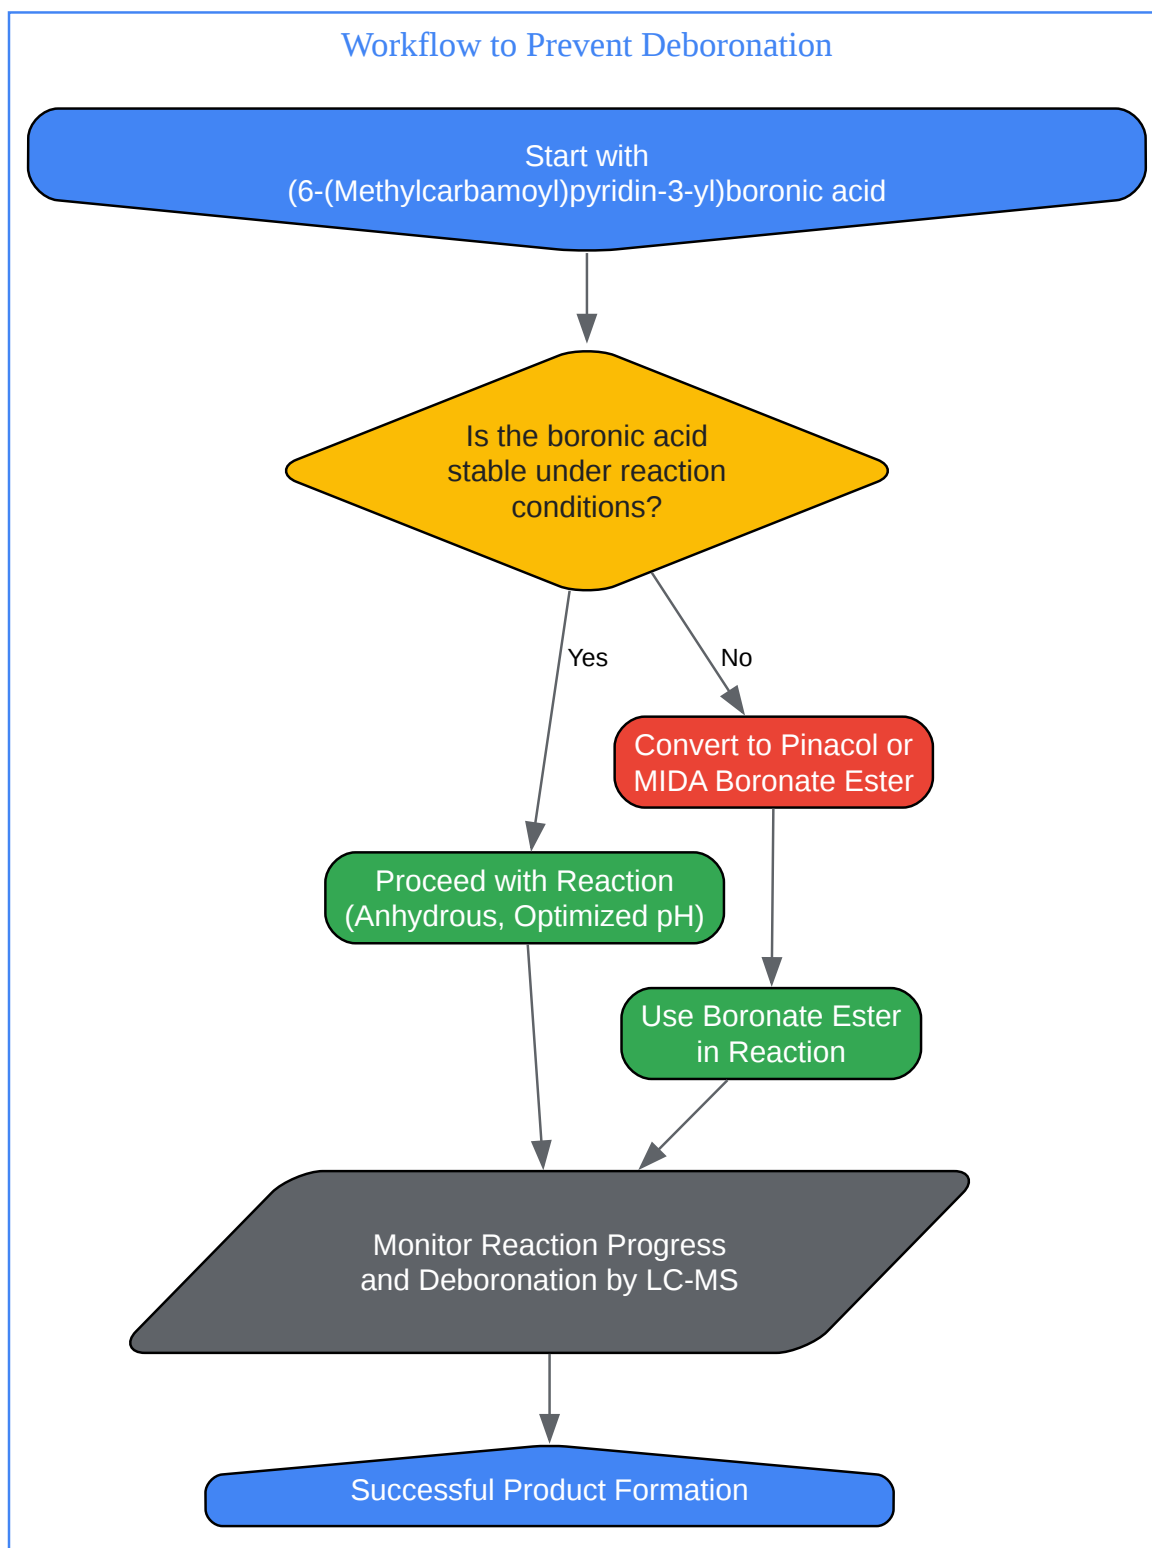 Workflow to Prevent Deboronation
Start with
(6-(Methylcarbamoyl)pyridin-3-yl)boronic acid
Is the boronic acid
stable under reaction
conditions?
Yes
No
Convert to Pinacol or
MIDA Boronate Ester
Proceed with Reaction
(Anhydrous, Optimized pH)
Use Boronate Ester
in Reaction
Monitor Reaction Progress
and Deboronation by LC-MS
Successful Product Formation